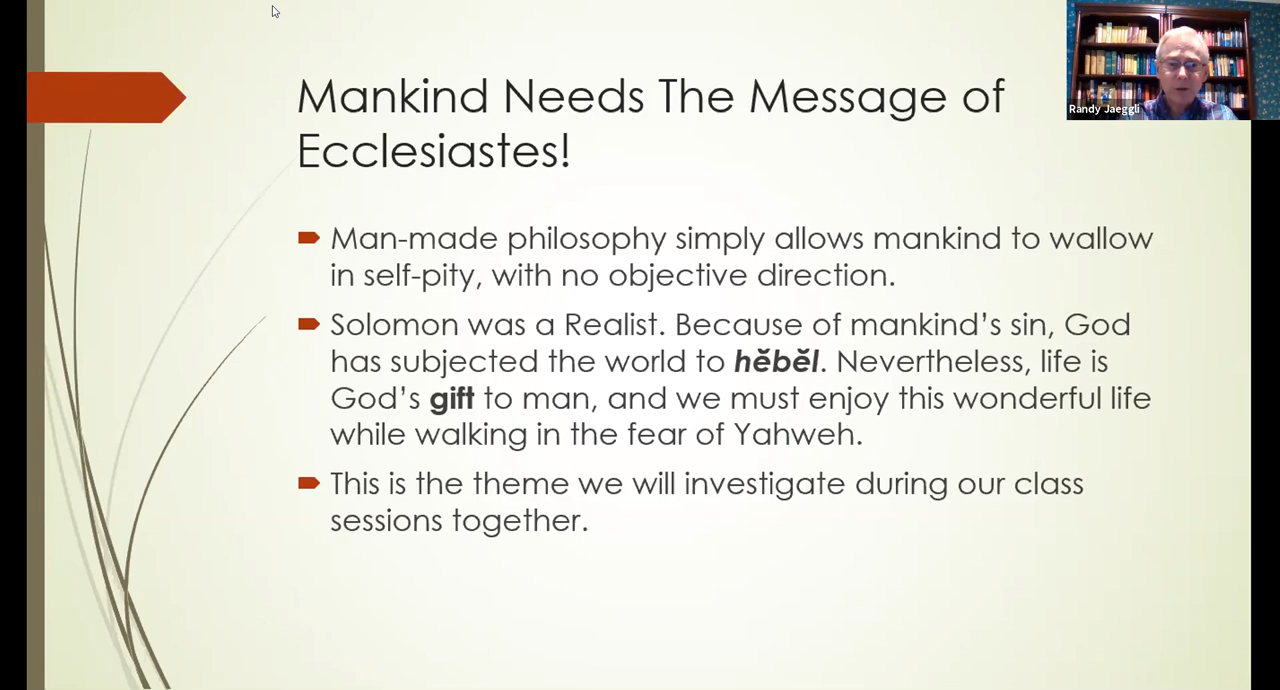 Mankind Needs The Message of
Ecclesiastes!
Man-made philosophy simply allows mankind to wallow
in self-pity, with no objective direction.
Solomon was a Realist. Because of mankind’s sin, God
has subjected the world to hĕbĕl. Nevertheless, life is
God’s gift to man, and we must enjoy this wonderful life
while walking in the fear of Yahweh.
This is the theme we will investigate during our class
sessions together.
Randy Jaeggli